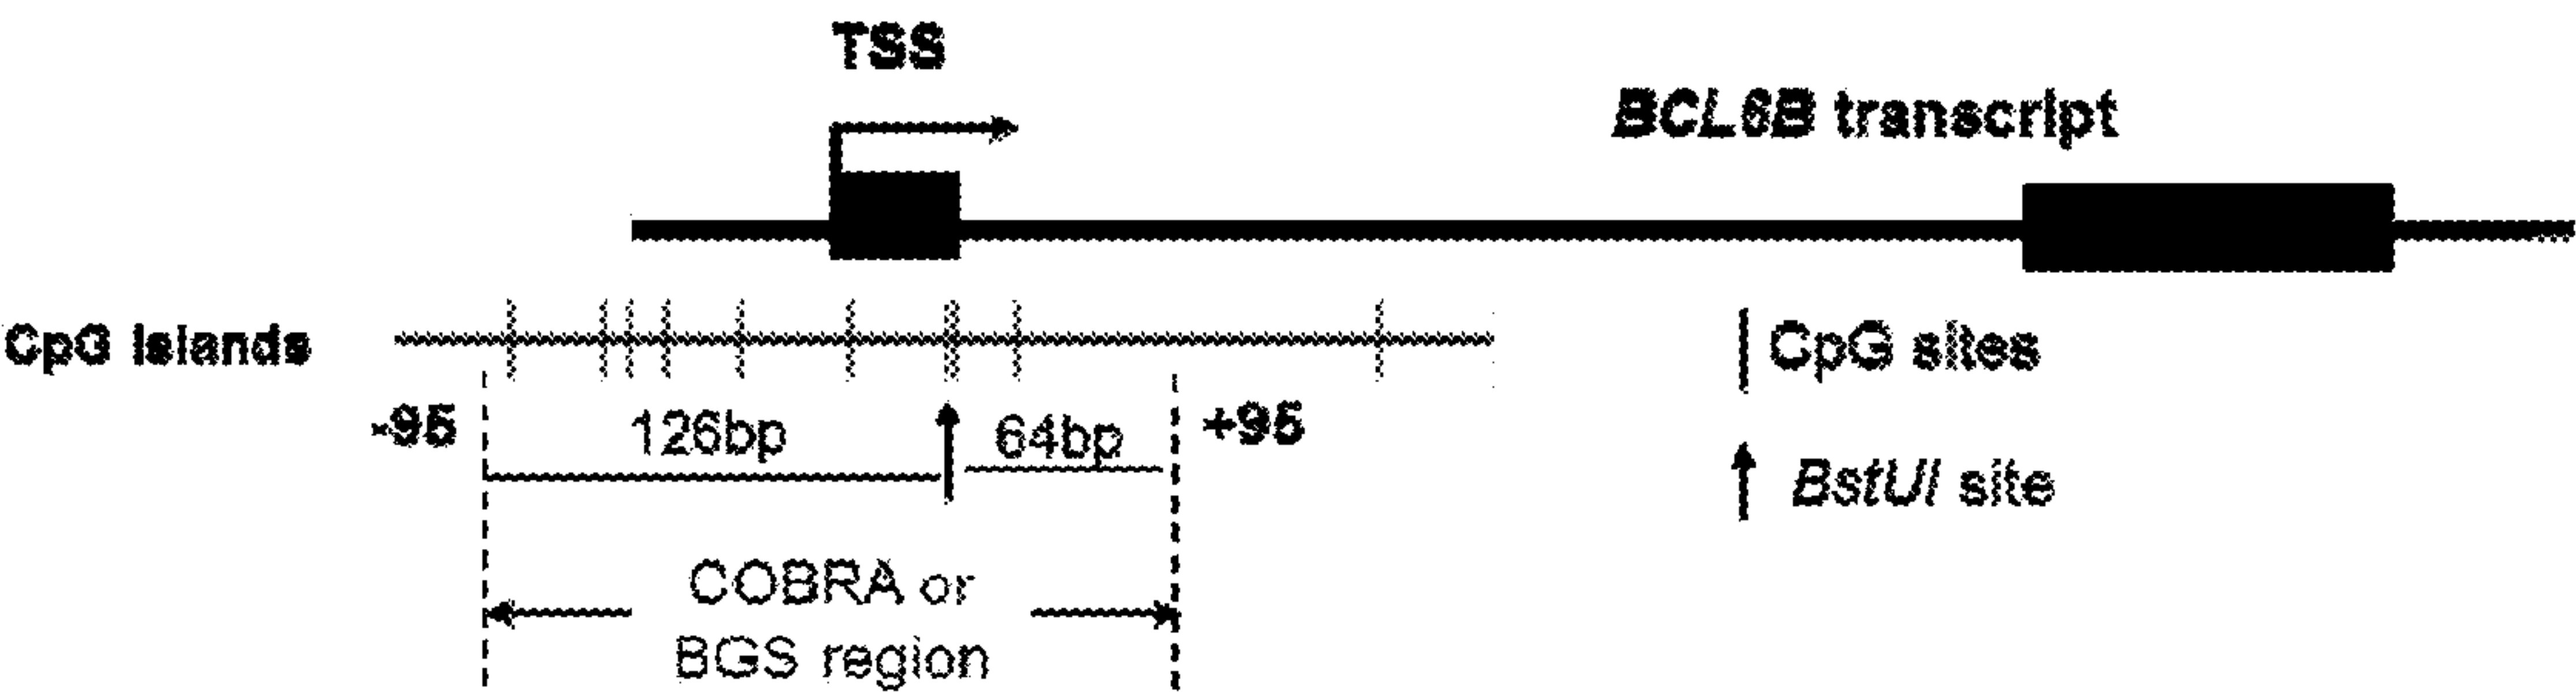 TSS
BCL6B transcript
CpG islands
CpG sites
-95
126bp
64bp
+95
BstUI site
COBRA or
BGS region